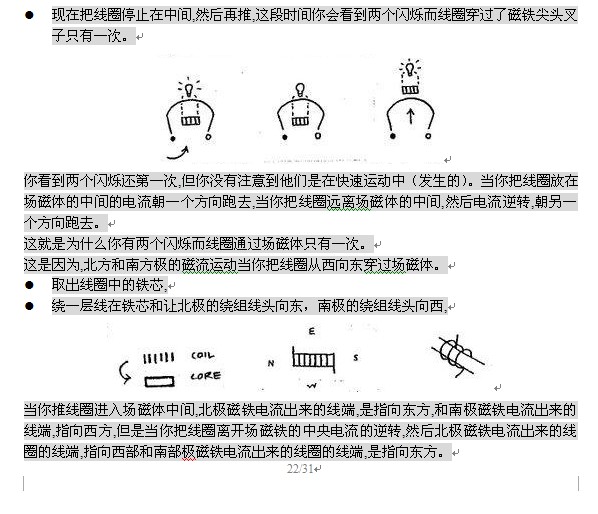 现在把线圈停止在中间,然后再推,这段时间你会看到两个闪烁而线圈穿过了磁铁尖头叉
子只有一次。
你看到两个闪烁还第一次,但你没有注意到他们是在快速运动中（发生的）。当你把线圈放在
场磁体的中间的电流朝一个方向跑去,当你把线圈远离场磁体的中间,然后电流逆转,朝另一
个方向跑去。
这就是为什么你有两个闪烁而线圈通过场磁体只有一次。
这是因为,北方和南方极的磁流运动当你把线圈从西向东穿过场磁体。
取出线圈中的铁芯,
绕一层线在铁芯和让北极的绕组线头向东，南极的绕组线头向西,
E
COIL
N S
CORE
W
当你推线圈进入场磁体中间,北极磁铁电流出来的线端,是指向东方,和南极磁铁电流出来的
线端,指向西方,但是当你把线圈离开场磁铁的中央电流的逆转,然后北极磁铁电流出来的线
圈的线端,指向西部和南部极磁铁电流出来的线圈的线端,是指向东方。
22/31